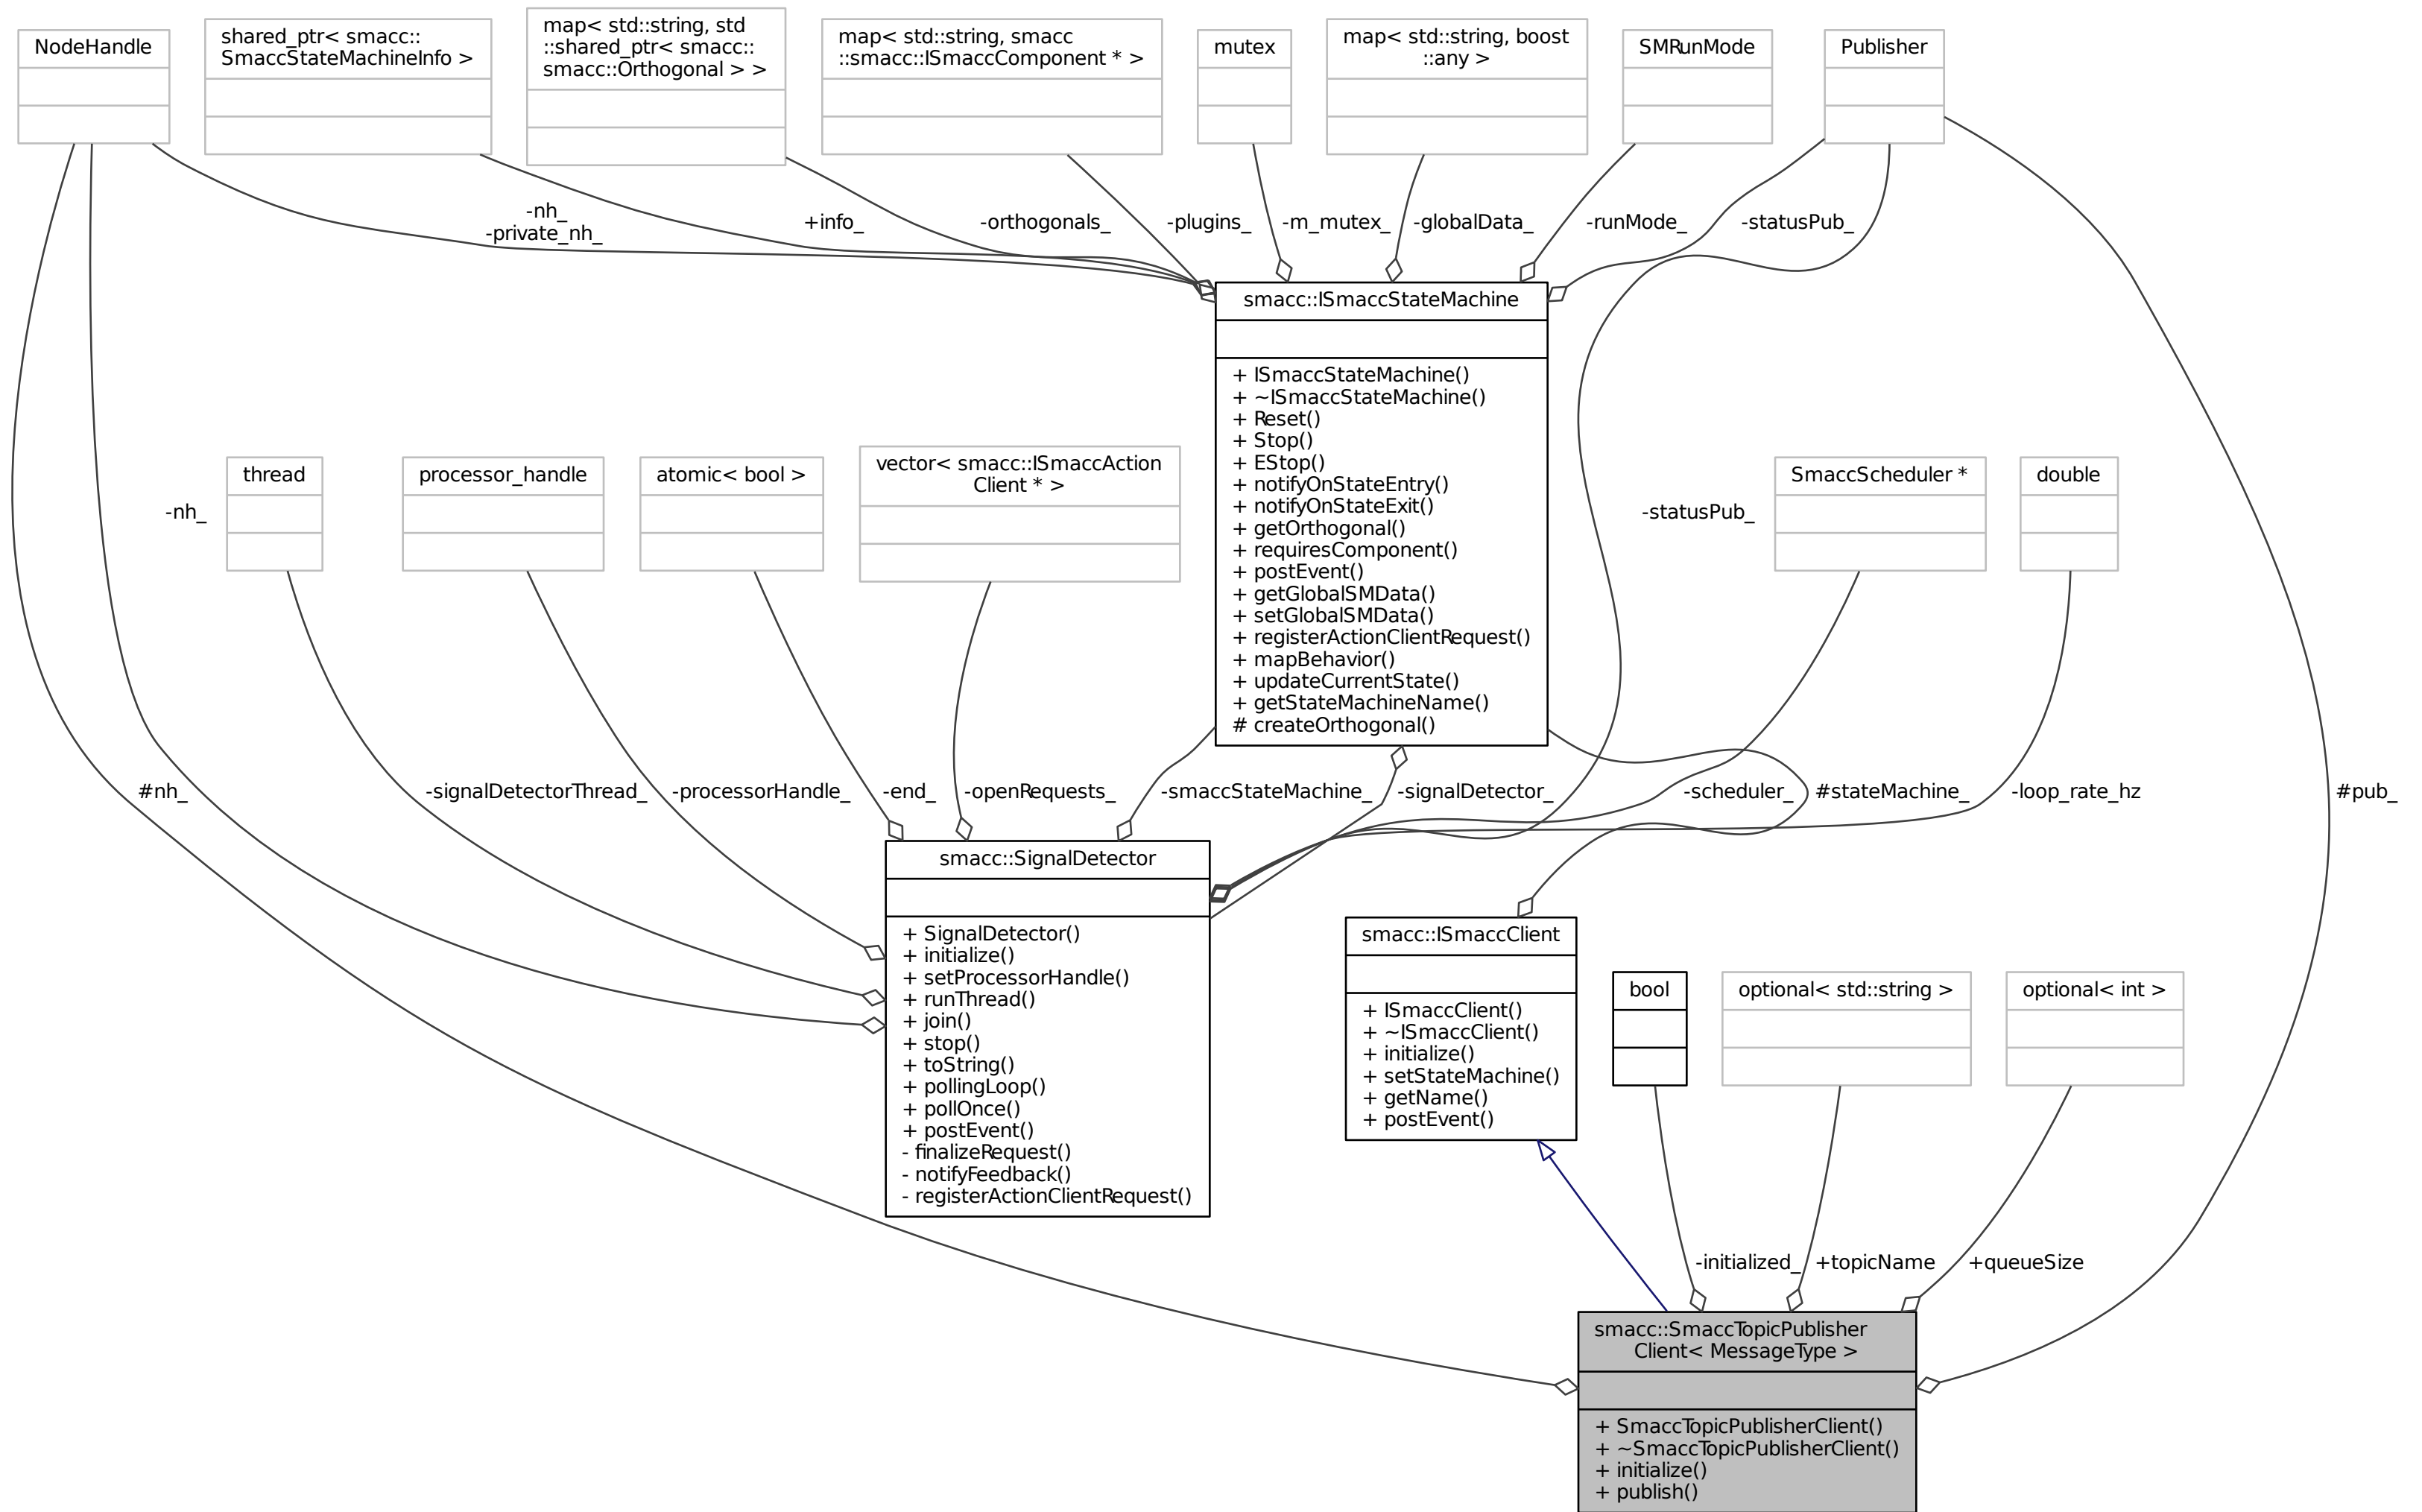 NodeHandle
shared_ptr< smacc::
SmaccStateMachineInfo >
map< std::string, std
::shared_ptr< smacc::
smacc::Orthogonal > >
map< std::string, smacc
::smacc::ISmaccComponent * >
mutex
map< std::string, boost
::any >
SMRunMode
Publisher
-nh_
-private_nh_
+info_
-orthogonals_
-plugins_
-m_mutex_
-globalData_
-runMode_
-statusPub_
smacc::ISmaccStateMachine
+ ISmaccStateMachine()
+ ~ISmaccStateMachine()
+ Reset()
+ Stop()
+ EStop()
+ notifyOnStateEntry()
+ notifyOnStateExit()
+ getOrthogonal()
+ requiresComponent()
+ postEvent()
+ getGlobalSMData()
+ setGlobalSMData()
+ registerActionClientRequest()
+ mapBehavior()
+ updateCurrentState()
+ getStateMachineName()
# createOrthogonal()
-nh_
thread
processor_handle
atomic< bool >
vector< smacc::ISmaccAction
Client * >
-statusPub_
SmaccScheduler *
double
#nh_
-signalDetectorThread_
-processorHandle_
-end_
-openRequests_
-smaccStateMachine_
-signalDetector_
-scheduler_
#stateMachine_
-loop_rate_hz
#pub_
smacc::SignalDetector
+ SignalDetector()
+ initialize()
+ setProcessorHandle()
+ runThread()
+ join()
+ stop()
+ toString()
+ pollingLoop()
+ pollOnce()
+ postEvent()
- finalizeRequest()
- notifyFeedback()
- registerActionClientRequest()
smacc::ISmaccClient
+ ISmaccClient()
+ ~ISmaccClient()
+ initialize()
+ setStateMachine()
+ getName()
+ postEvent()
bool
optional< std::string >
optional< int >
-initialized_
+topicName
+queueSize
smacc::SmaccTopicPublisher
Client< MessageType >
+ SmaccTopicPublisherClient()
+ ~SmaccTopicPublisherClient()
+ initialize()
+ publish()